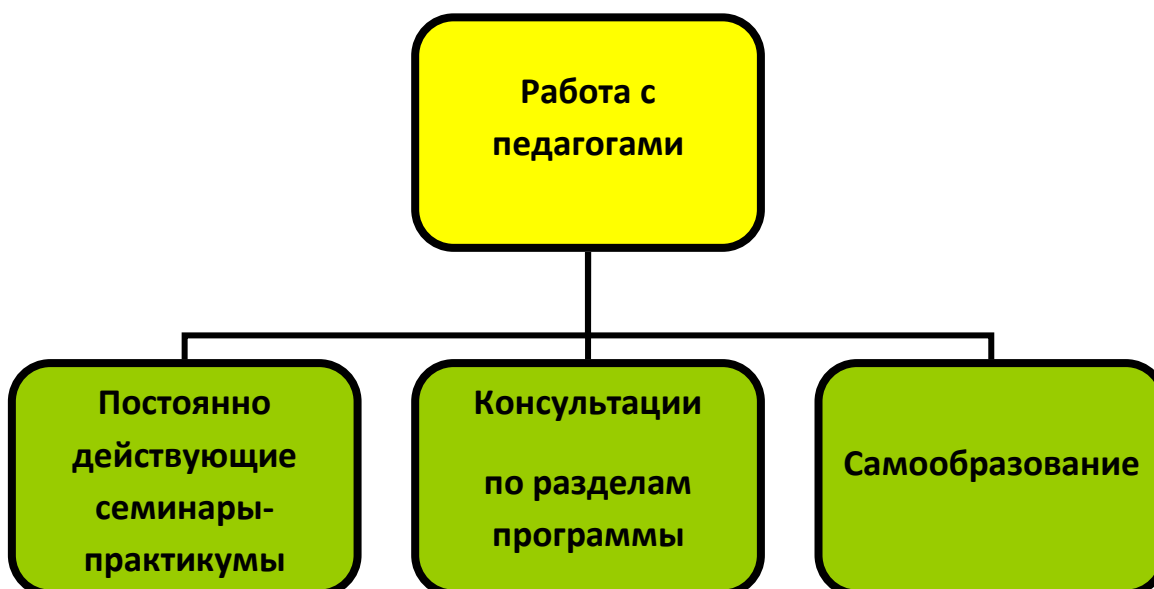 Работа с
педагогами
Постоянно
действующие
семинары-
практикумы
Консультации
по разделам
программы
Самообразование